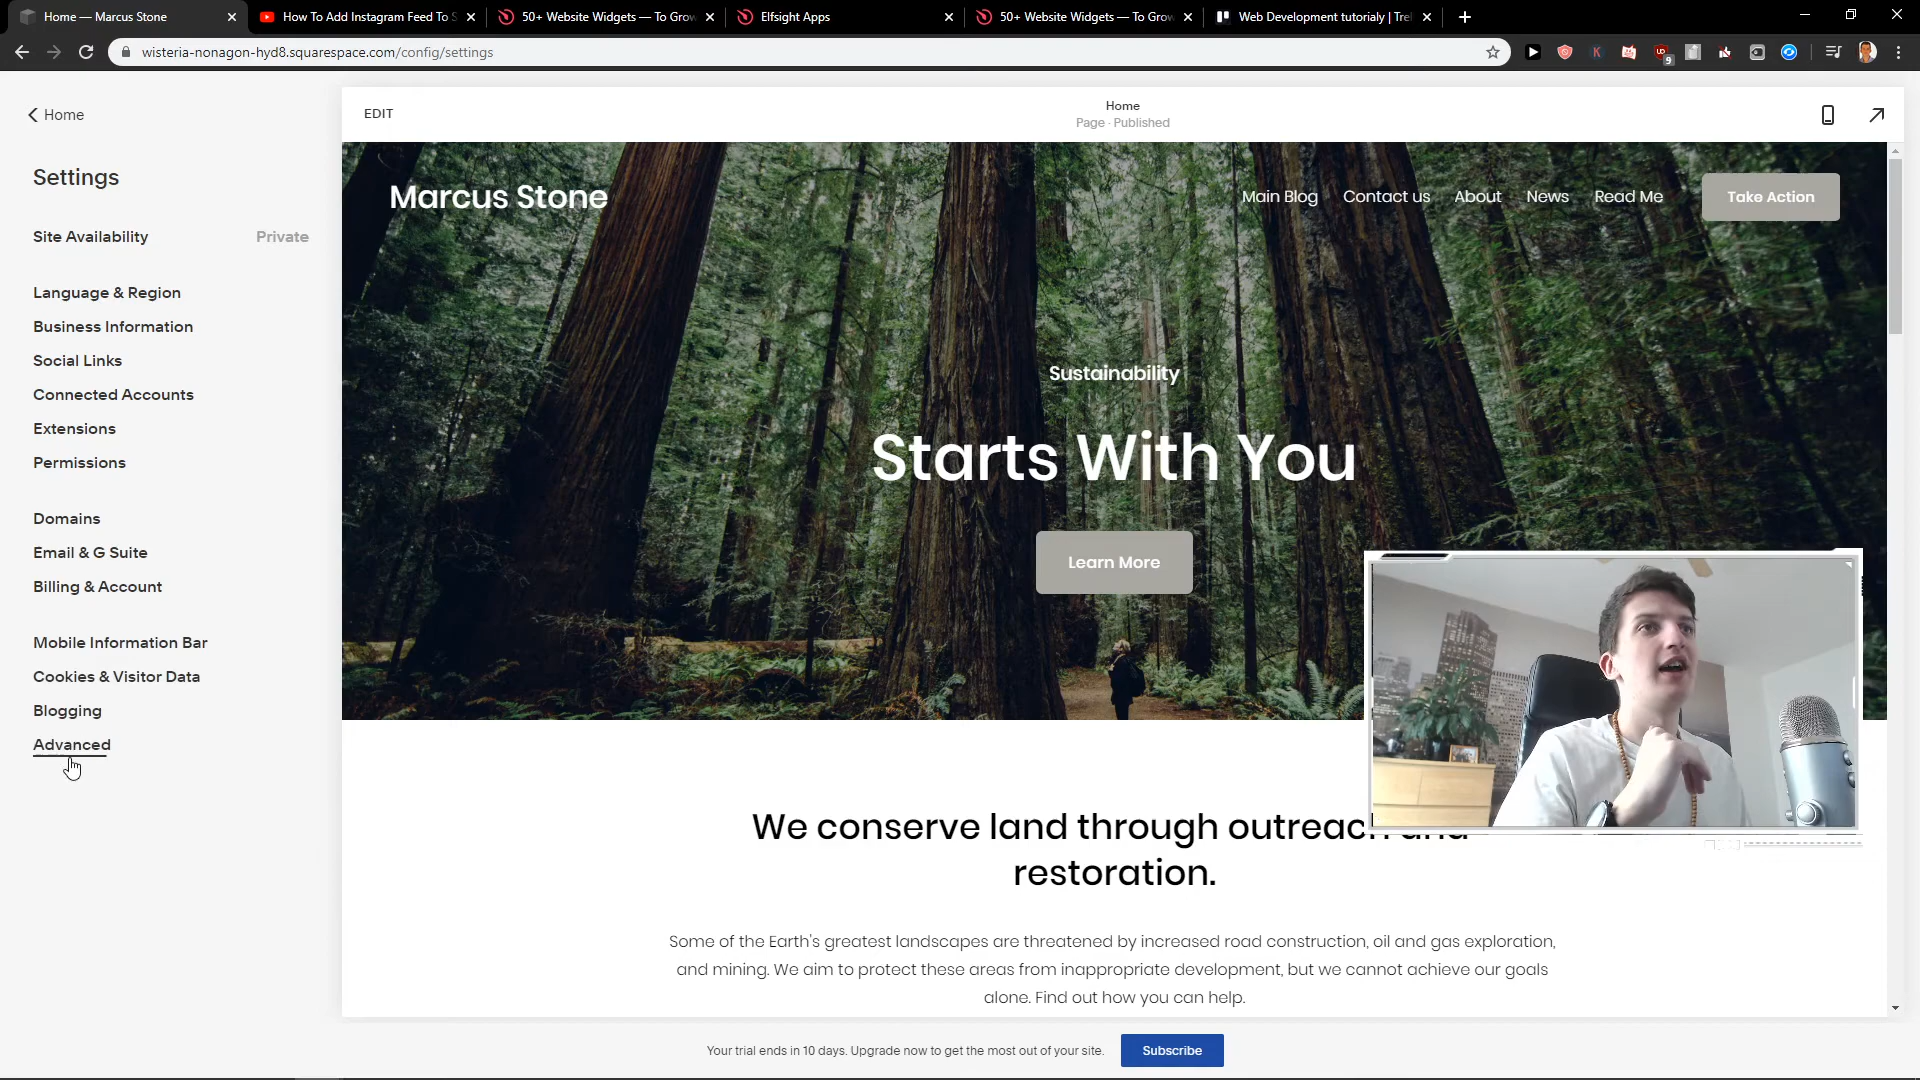 Home — Marcus Stone
How To Add Instagram Feed To S
50+ Website Widgets — To Grow
Elfsight Apps
50+ Website Widgets — To Grow
Web Development tutorialy | Trel
wisteria-nonagon-hyd8.squarespace.com/config/settings
9
Home
EDIT
Home
Page · Published
Settings
Site Availability
Private
Language & Region
Business Information
Social Links
Connected Accounts
Extensions
Permissions
Domains
Email & G Suite
Billing & Account
Mobile Information Bar
Cookies & Visitor Data
Blogging
Advanced
Marcus Stone
Main Blog
Contact us
About
News
Read Me
Take Action
Sustainability
Starts With You
Learn More
We conserve land through outreach and
restoration.
Some of the Earth's greatest landscapes are threatened by increased road construction, oil and gas exploration,
and mining. We aim to protect these areas from inappropriate development, but we cannot achieve our goals
alone. Find out how you can help.
Your trial ends in 10 days. Upgrade now to get the most out of your site.
Subscribe